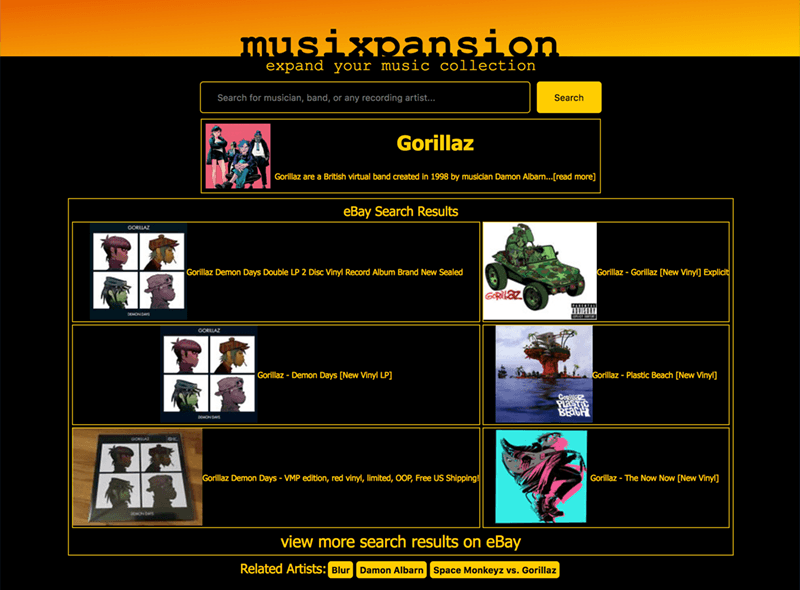 musixpansion
expand your music collection
Search for musician, band, or any recording artist...
Search
Gorillaz
Gorillaz are a British virtual band created in 1998 by musician Damon Albarn...[read more]
eBay Search Results
GORILLAZ
DEMON DAYS
Gorillaz Demon Days Double LP 2 Disc Vinyl Record Album Brand New Sealed
GORILLAZ
Gorillaz - Gorillaz [New Vinyl] Explicit
GORILLAZ
DEMON DAYS
Gorillaz - Demon Days [New Vinyl LP]
GORILLAZ
PLASTIC
BEACH
Gorillaz - Plastic Beach [New Vinyl]
GORILLAZ
Gorillaz Demon Days - VMP edition, red vinyl, limited, OOP, Free US Shipping!
Gorillaz - The Now Now [New Vinyl]
view more search results on eBay
Related Artists: Blur Damon Albarn Space Monkeyz vs. Gorillaz